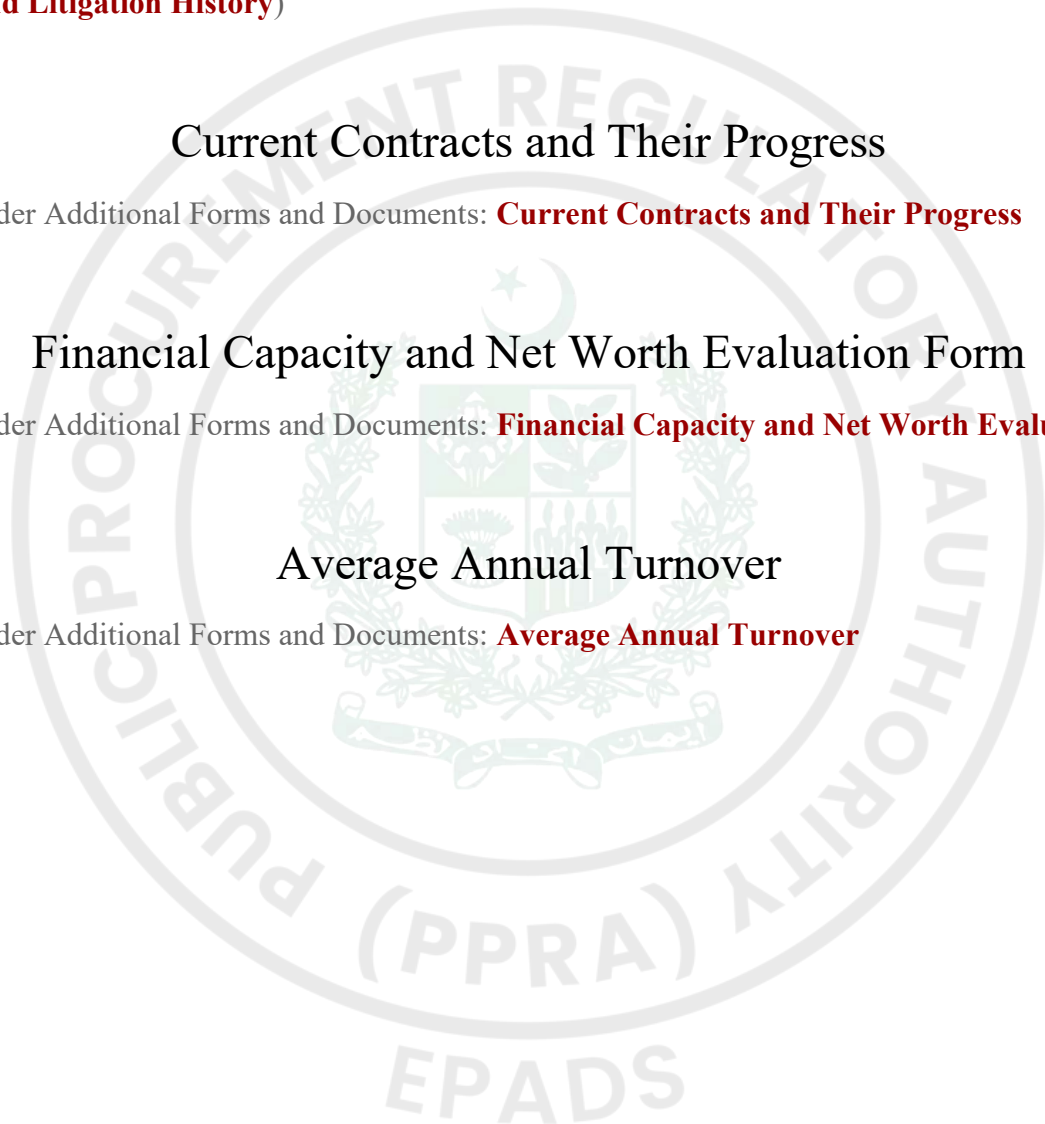 d Litigation History)
Current Contracts and Their Progress
der Additional Forms and Documents: Current Contracts and Their Progress
Financial Capacity and Net Worth Evaluation Form
der Additional Forms and Documents: Financial Capacity and Net Worth Evalu
Average Annual Turnover
der Additional Forms and Documents: Average Annual Turnover
PUBLIC PROCUREMENT REGULATORY AUTHORITY
(PPRA)
EPADS